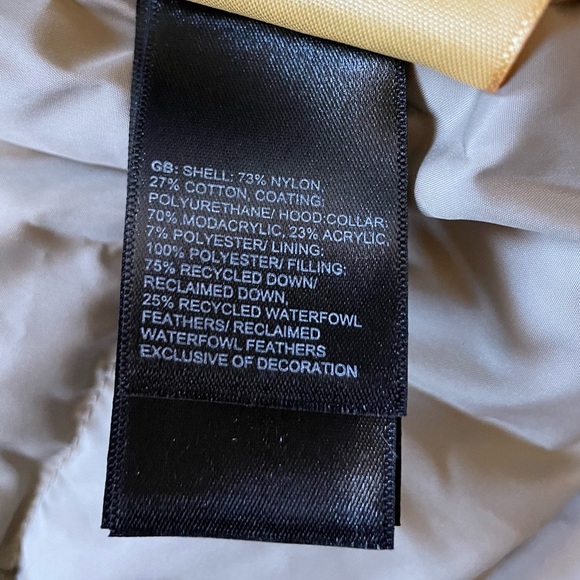 GB: SHELL: 73% NYLON,
27% COTTON, COATING:
POLYURETHANE/ HOOD:COLLAR:
70% MODACRYLIC, 23% ACRYLIC,
7% POLYESTER/ LINING:
100% POLYESTER/ FILLING:
75% RECYCLED DOWN/
RECLAIMED DOWN,
25% RECYCLED WATERFOWL
FEATHERS/ RECLAIMED
WATERFOWL FEATHERS
EXCLUSIVE OF DECORATION